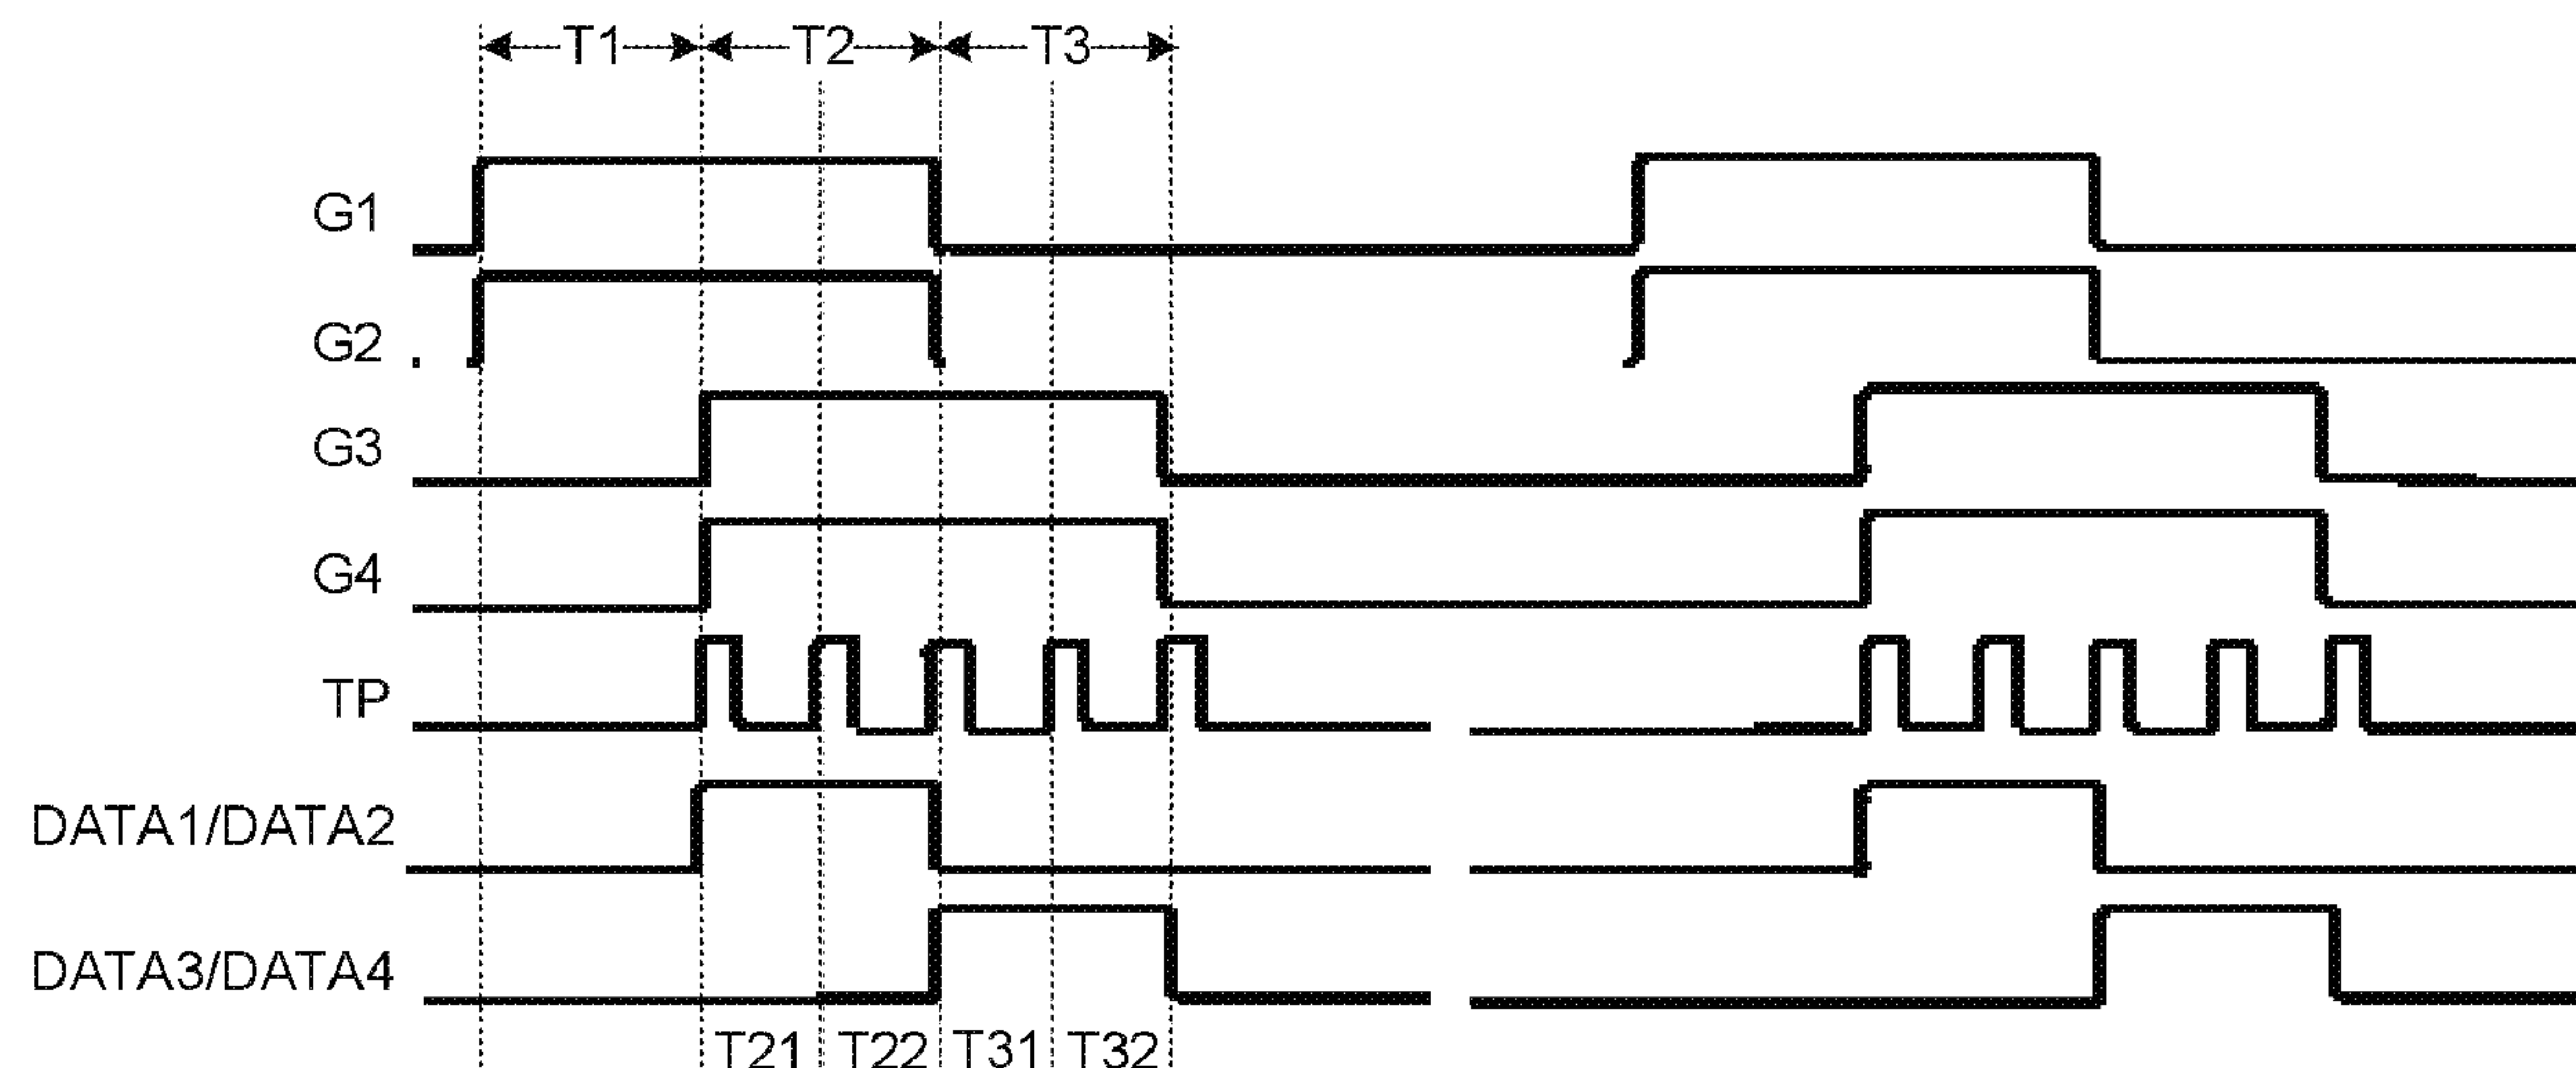 T1 T2 T3
G1
G2
G3
G4
TP
DATA1/DATA2
DATA3/DATA4
T21 T22 T31 T32